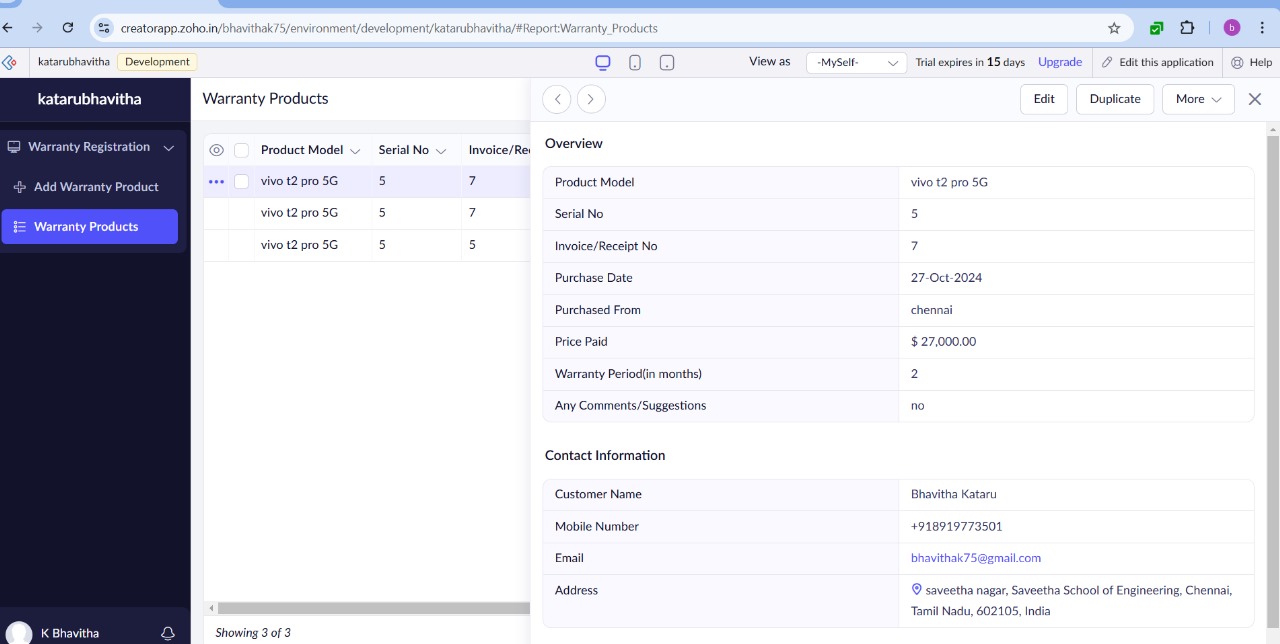 creatorapp.zoho.in/bhavithak75/environment/development/katarubhavitha/#Report:Warranty_Products
b
katarubhavitha Development
View as -MySelf- Trial expires in 15 days Upgrade Edit this application Help
katarubhavitha
Warranty Registration
Add Warranty Product
Warranty Products
K Bhavitha
Warranty Products
Product Model Serial No Invoice/Re
vivo t2 pro 5G 5 7
vivo t2 pro 5G 5 7
vivo t2 pro 5G 5 5
Showing 3 of 3
Edit Duplicate More
Overview
Product Model vivo t2 pro 5G
Serial No 5
Invoice/Receipt No 7
Purchase Date 27-Oct-2024
Purchased From chennai
Price Paid $ 27,000.00
Warranty Period(in months) 2
Any Comments/Suggestions no
Contact Information
Customer Name Bhavitha Kataru
Mobile Number +918919773501
Email bhavithak75@gmail.com
Address saveetha nagar, Saveetha School of Engineering, Chennai,
Tamil Nadu, 602105, India